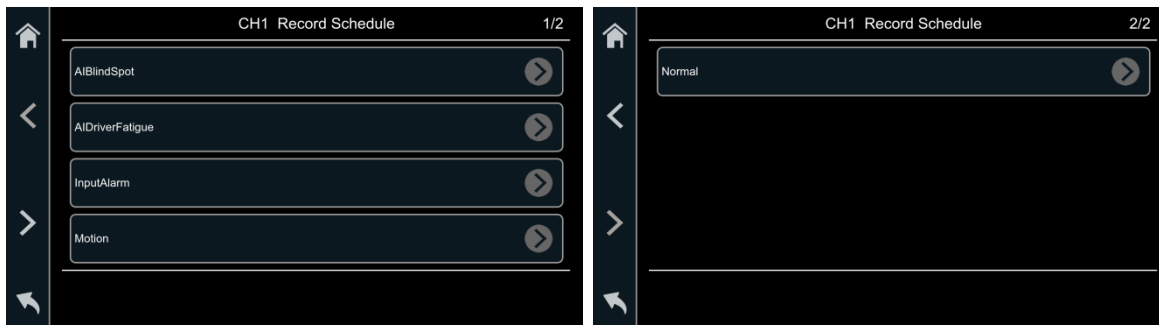 CH1 Record Schedule 1/2
AIBlindSpot
AIDriverFatigue
InputAlarm
Motion
CH1 Record Schedule 2/2
Normal